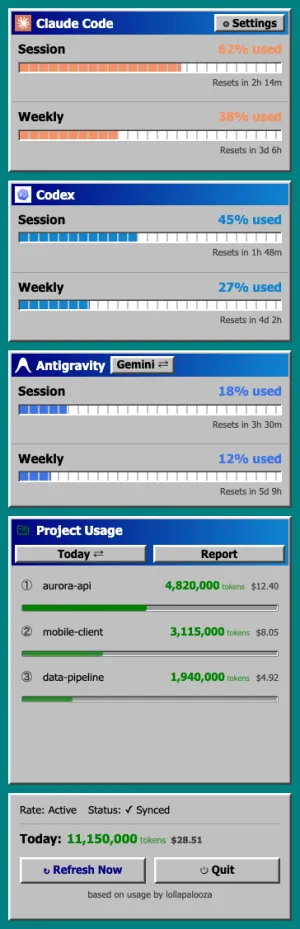 Claude Code
⚙ Settings
Session 62% used
Resets in 2h 14m
Weekly 38% used
Resets in 3d 6h
Codex
Session 45% used
Resets in 1h 48m
Weekly 27% used
Resets in 4d 2h
Antigravity
Gemini ⇄
Session 18% used
Resets in 3h 30m
Weekly 12% used
Resets in 5d 9h
Project Usage
Today ⇄ Report
① aurora-api 4,820,000 tokens $12.40
② mobile-client 3,115,000 tokens $8.05
③ data-pipeline 1,940,000 tokens $4.92
Rate: Active Status: ✓ Synced
Today: 11,150,000 tokens $28.51
↻ Refresh Now ⏻ Quit
based on usage by lollapalooza